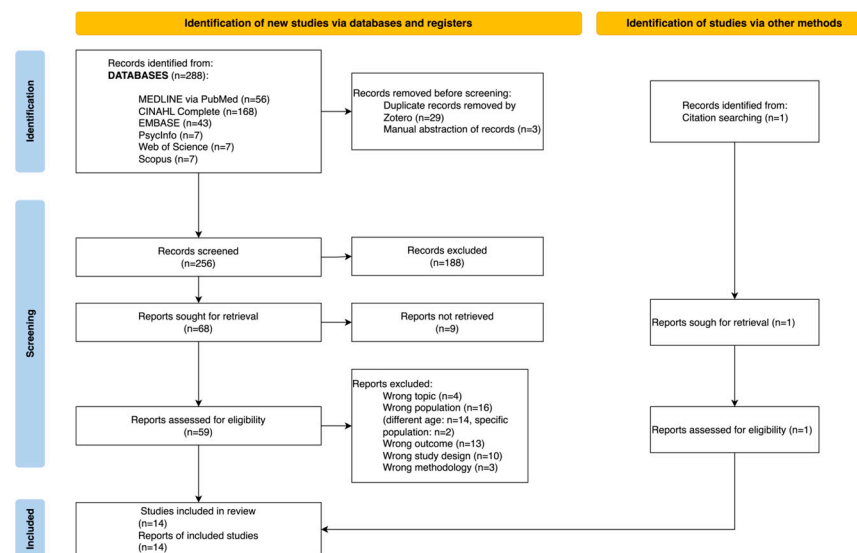 Identification of new studies via databases and registers
Identification of studies via other methods
Identification
Records identified from:
DATABASES (n=288):
MEDLINE via PubMed (n=56)
CINAHL Complete (n=168)
EMBASE (n=43)
PsycInfo (n=7)
Web of Science (n=7)
Scopus (n=7)
Records removed before screening:
Duplicate records removed by
Zotero (n=29)
Manual abstraction of records (n=3)
Records identified from:
Citation searching (n=1)
Screening
Records screened
(n=256)
Records excluded
(n=188)
Reports sought for retrieval
(n=68)
Reports not retrieved
(n=9)
Reports sough for retrieval (n=1)
Reports assessed for eligibility
(n=59)
Reports excluded:
Wrong topic (n=4)
Wrong population (n=16)
(different age: n=14, specific
population: n=2)
Wrong outcome (n=13)
Wrong study design (n=10)
Wrong methodology (n=3)
Reports assessed for eligibility (n=1)
Included
Studies included in review
(n=14)
Reports of included studies
(n=14)